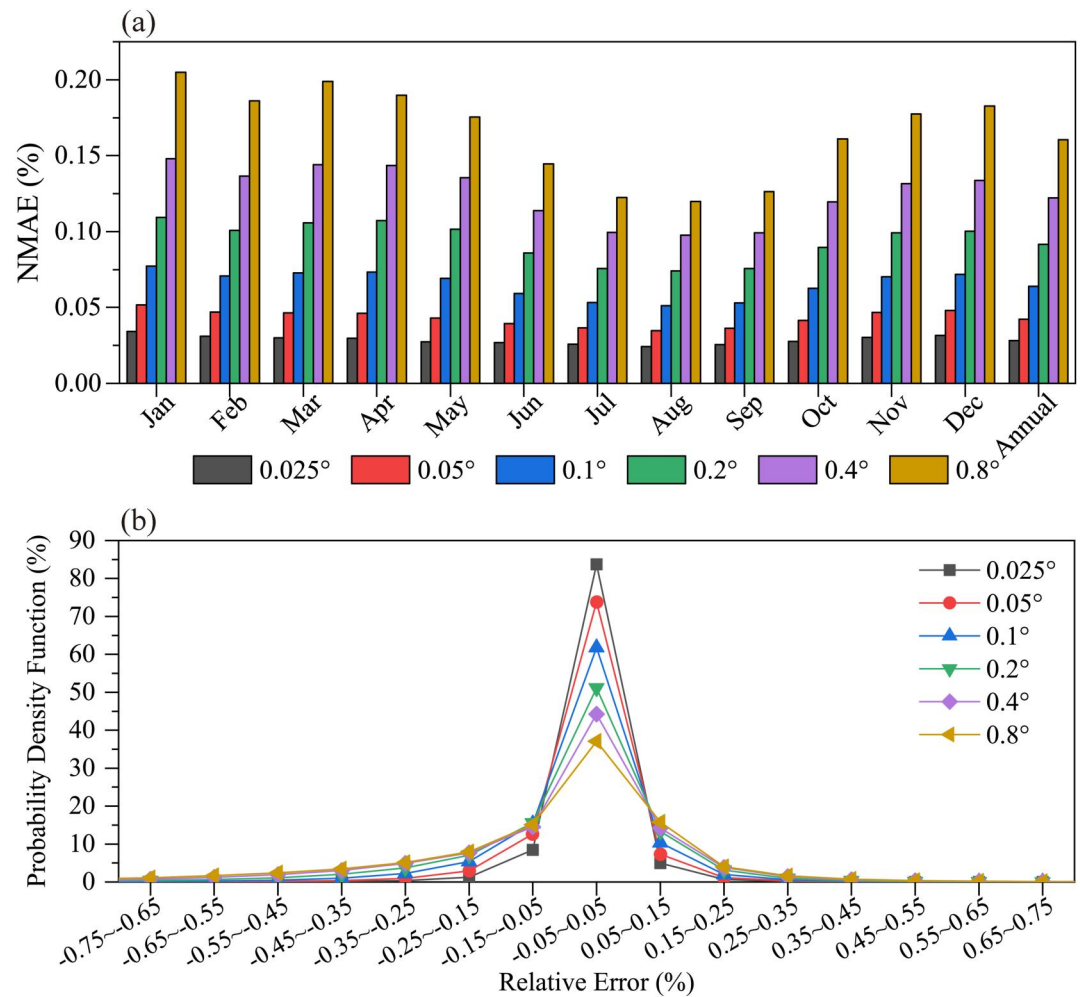 (a)
NMAE (%)
0.20
0.15
0.10
0.05
0.00
Jan Feb Mar Apr May Jun Jul Aug Sep Oct Nov Dec Annual
0.025° 0.05° 0.1° 0.2° 0.4° 0.8°
(b)
Probability Density Function (%)
90
80
70
60
50
40
30
20
10
0
0.025°
0.05°
0.1°
0.2°
0.4°
0.8°
-0.75~-0.65 -0.65~-0.55 -0.55~-0.45 -0.45~-0.35 -0.35~-0.25 -0.25~-0.15 -0.15~-0.05 -0.05~0.05 0.05~0.15 0.15~0.25 0.25~0.35 0.35~0.45 0.45~0.55 0.55~0.65 0.65~0.75
Relative Error (%)